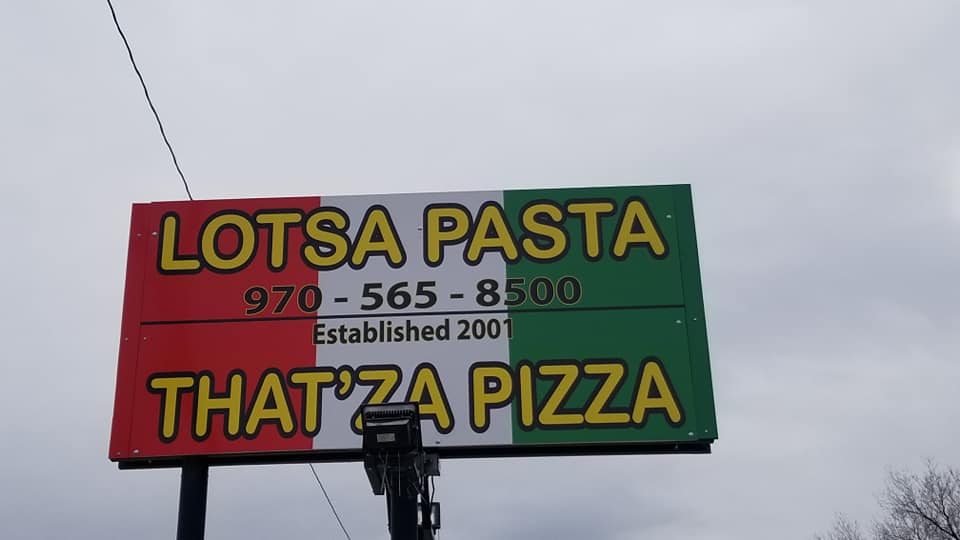 LOTSA PASTA
970 - 565 - 8500
Established 2001
THAT'ZA PIZZA